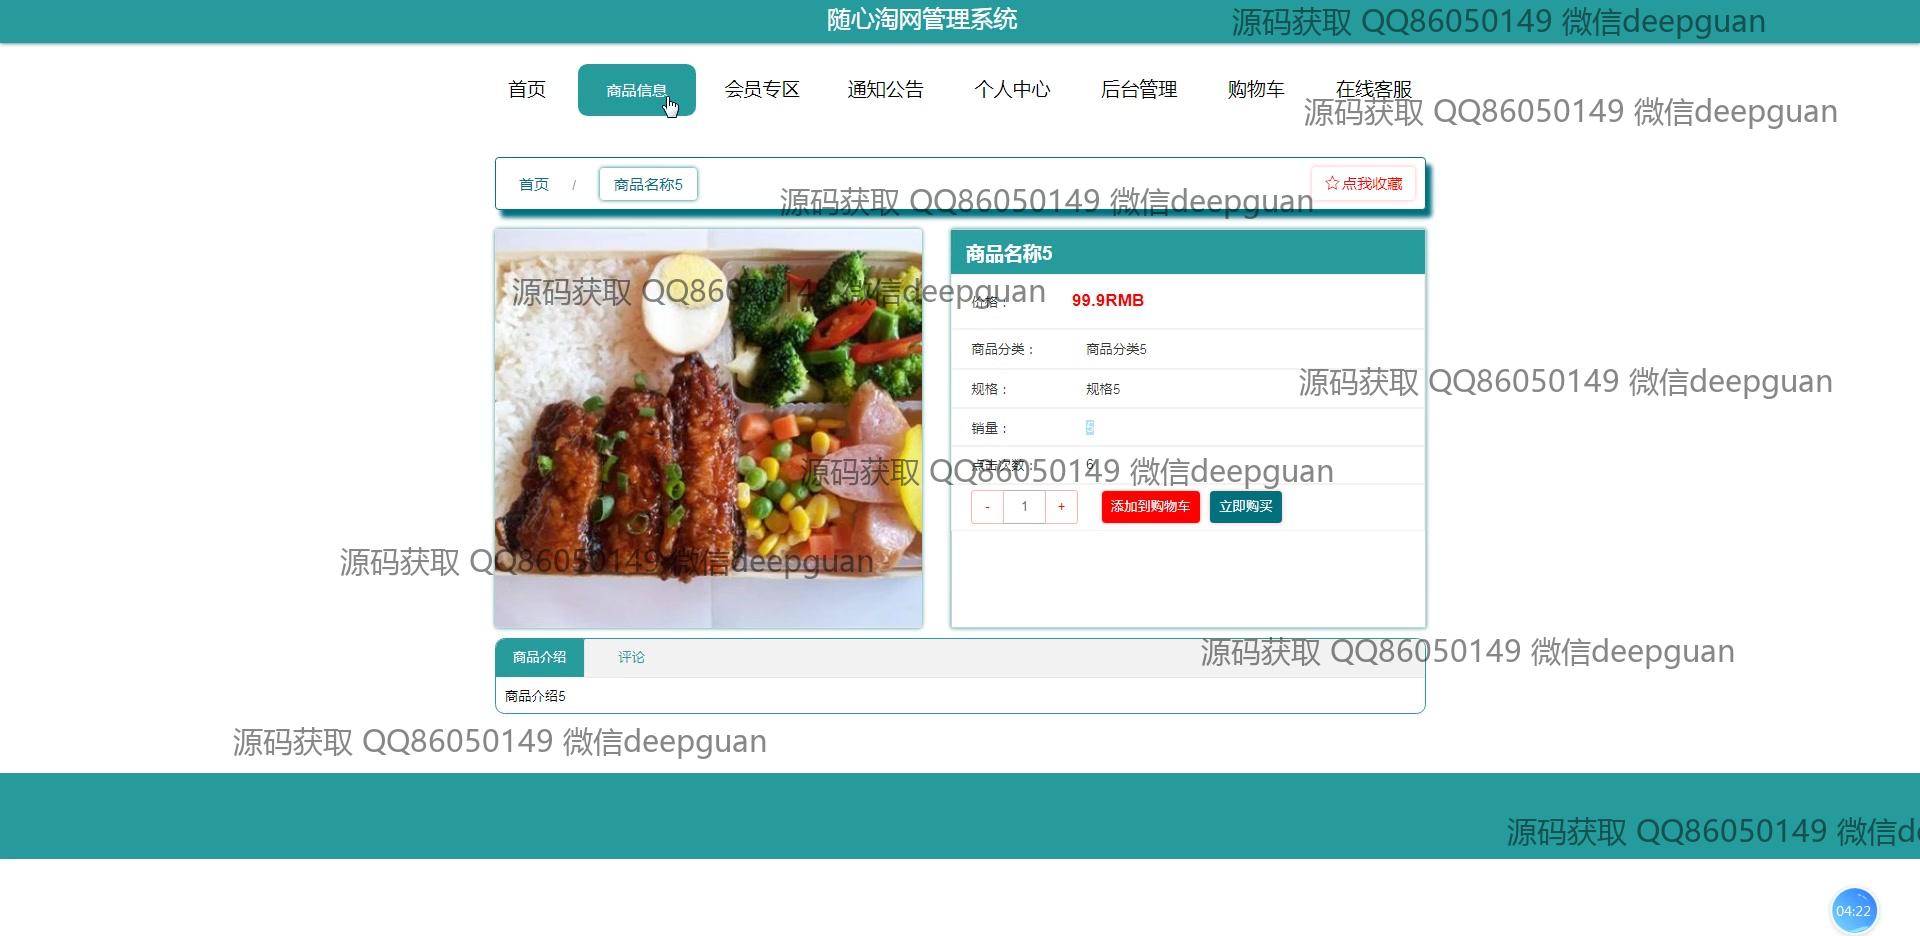 随心淘网管理系统
源码获取 QQ86050149 微信deepguan
首页 商品信息 会员专区 通知公告 个人中心 后台管理 购物车 在线客服
源码获取 QQ86050149 微信deepguan
首页 / 商品名称5 ☆点我收藏
源码获取 QQ86050149 微信deepguan
商品名称5
源码获取 QQ86050149 微信deepguan
价格： 99.9RMB
商品分类： 商品分类5
源码获取 QQ86050149 微信deepguan
规格： 规格5
销量： 5
点击次数： 6
源码获取 QQ86050149 微信deepguan
- 1 + 添加到购物车 立即购买
源码获取 QQ86050149 微信deepguan
商品介绍 评论
源码获取 QQ86050149 微信deepguan
商品介绍5
源码获取 QQ86050149 微信deepguan
源码获取 QQ86050149 微信de
04:22